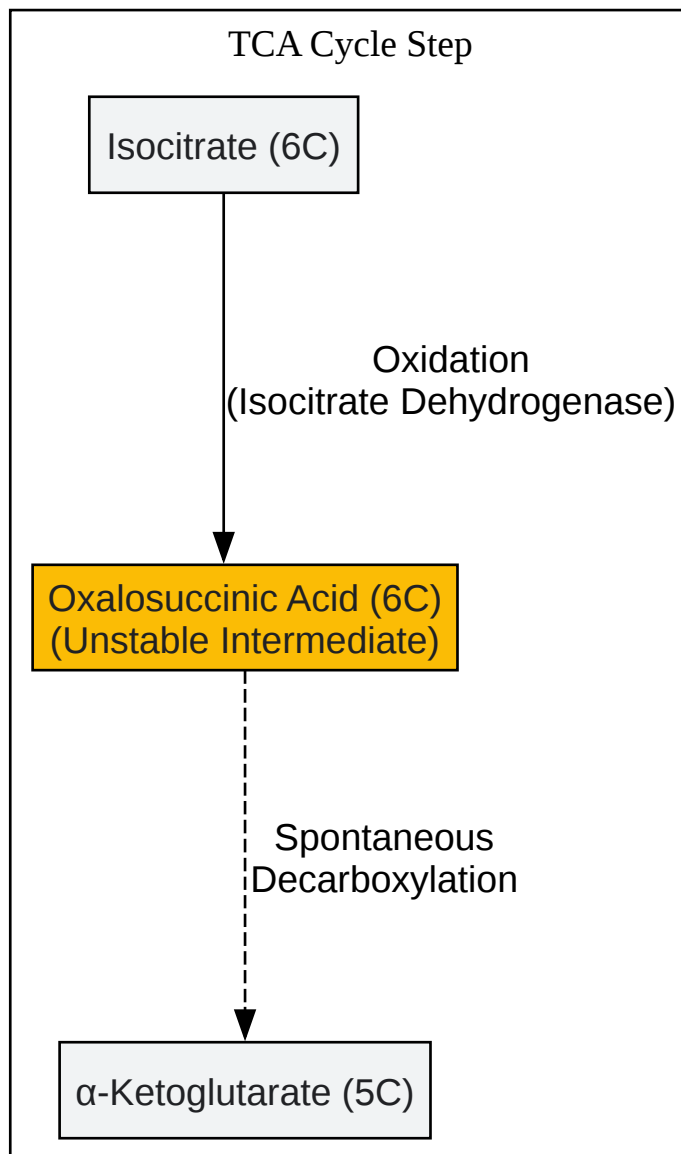 TCA Cycle Step
Isocitrate (6C)
Oxidation
(Isocitrate Dehydrogenase)
Oxalosuccinic Acid (6C)
(Unstable Intermediate)
Spontaneous
Decarboxylation
α-Ketoglutarate (5C)